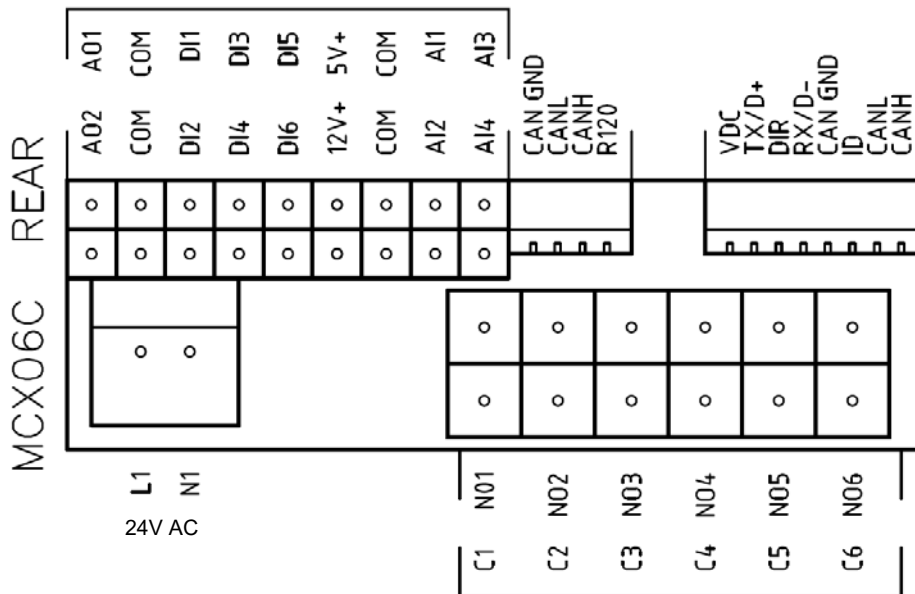 AO1 COM DI1 DI3 DI5 5V+ COM AI1 AI3
AO2 COM DI2 DI4 DI6 12V+ COM AI2 AI4
CAN GND
CANL
CANH
R120
VDC
TX/D+
DIR
RX/D-
CAN GND
ID
CANL
CANH
MCX06C REAR
L1 N1
24V AC
NO1 NO2 NO3 NO4 NO5 NO6
C1 C2 C3 C4 C5 C6